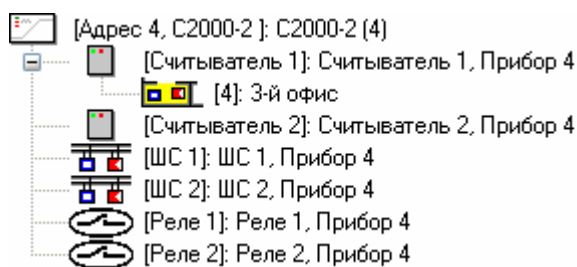 [Адрес 4, С2000-2 ]: С2000-2 (4)
[Считыватель 1]: Считыватель 1, Прибор 4
[4]: 3-й офис
[Считыватель 2]: Считыватель 2, Прибор 4
[ШС 1]: ШС 1, Прибор 4
[ШС 2]: ШС 2, Прибор 4
[Реле 1]: Реле 1, Прибор 4
[Реле 2]: Реле 2, Прибор 4